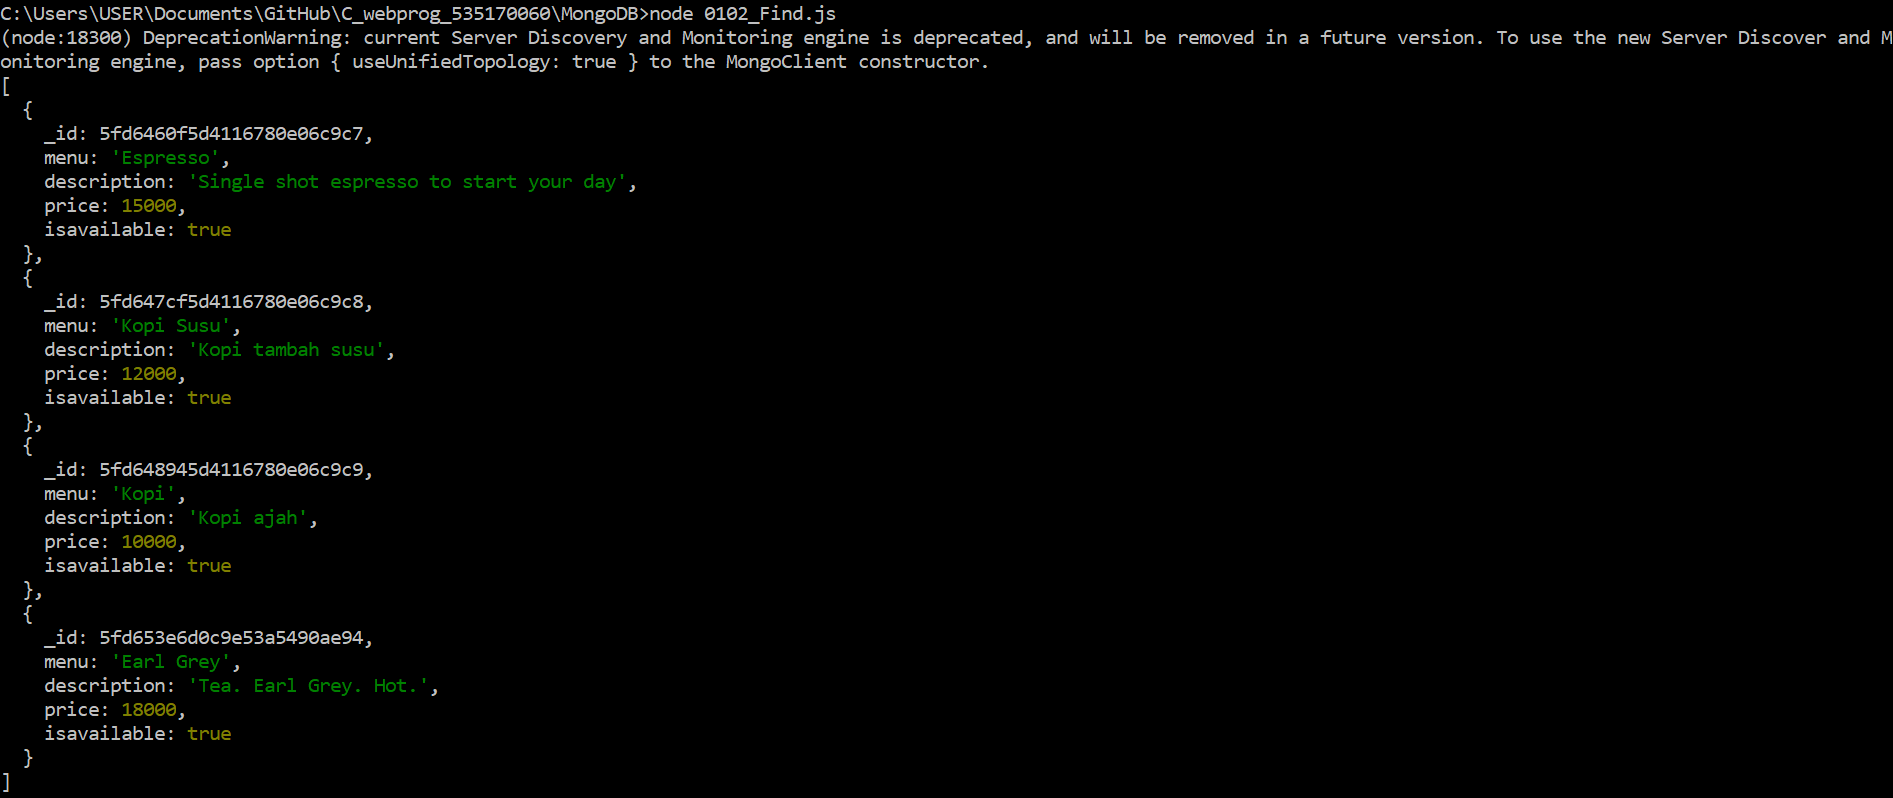 C:\Users\USER\Documents\GitHub\C_webprog_535170060\MongoDB>node 0102_Find.js
(node:18300) DeprecationWarning: current Server Discovery and Monitoring engine is deprecated, and will be removed in a future version. To use the new Server Discover and M
onitoring engine, pass option { useUnifiedTopology: true } to the MongoClient constructor.
[
  {
    _id: 5fd6460f5d4116780e06c9c7,
    menu: 'Espresso',
    description: 'Single shot espresso to start your day',
    price: 15000,
    isavailable: true
  },
  {
    _id: 5fd647cf5d4116780e06c9c8,
    menu: 'Kopi Susu',
    description: 'Kopi tambah susu',
    price: 12000,
    isavailable: true
  },
  {
    _id: 5fd648945d4116780e06c9c9,
    menu: 'Kopi',
    description: 'Kopi ajah',
    price: 10000,
    isavailable: true
  },
  {
    _id: 5fd653e6d0c9e53a5490ae94,
    menu: 'Earl Grey',
    description: 'Tea. Earl Grey. Hot.',
    price: 18000,
    isavailable: true
  }
]